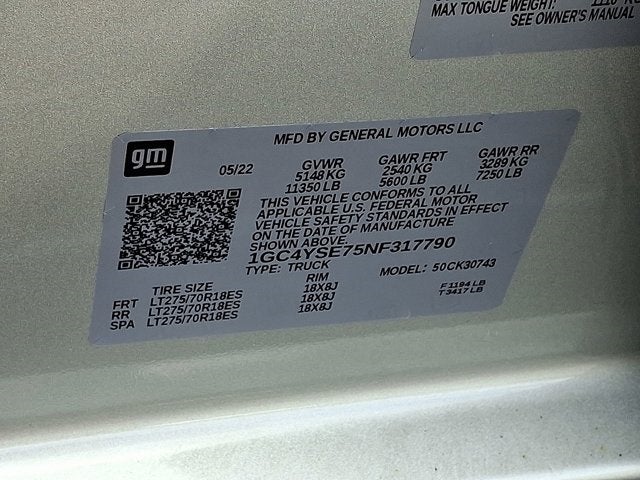 MAX TONGUE WEIGHT:
SEE OWNER'S MANUAL
gm
MFD BY GENERAL MOTORS LLC
05/22 GVWR GAWR FRT GAWR RR
5148 KG 2540 KG 3289 KG
11350 LB 5600 LB 7250 LB
THIS VEHICLE CONFORMS TO ALL
APPLICABLE U.S. FEDERAL MOTOR
VEHICLE SAFETY STANDARDS IN EFFECT
ON THE DATE OF MANUFACTURE
SHOWN ABOVE.
1GC4YSE75NF317790
TYPE: TRUCK MODEL: 50CK30743
TIRE SIZE RIM
FRT LT275/70R18ES 18X8J F 1194 LB
RR LT275/70R18ES 18X8J T 3417 LB
SPA LT275/70R18ES 18X8J